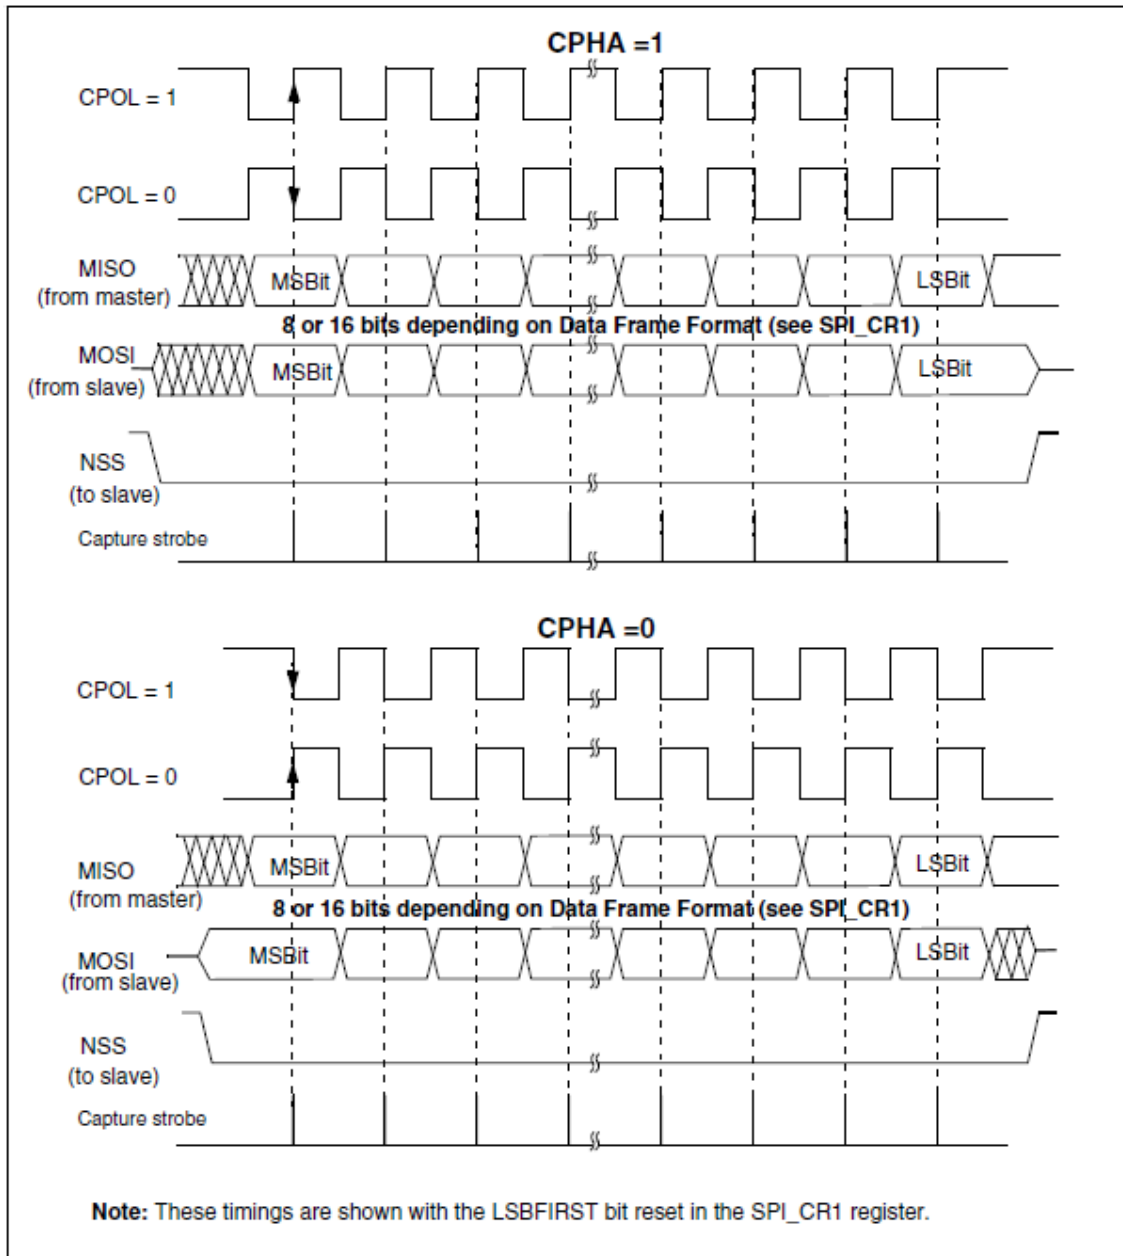 CPHA =1
CPOL = 1
CPOL = 0
MISO
(from master)
MSBit
LSBit
8 or 16 bits depending on Data Frame Format (see SPI_CR1)
MOSI
(from slave)
MSBit
LSBit
NSS
(to slave)
Capture strobe
CPHA =0
CPOL = 1
CPOL = 0
MISO
(from master)
MSBit
LSBit
8 or 16 bits depending on Data Frame Format (see SPI_CR1)
MOSI
(from slave)
MSBit
LSBit
NSS
(to slave)
Capture strobe
Note: These timings are shown with the LSBFIRST bit reset in the SPI_CR1 register.